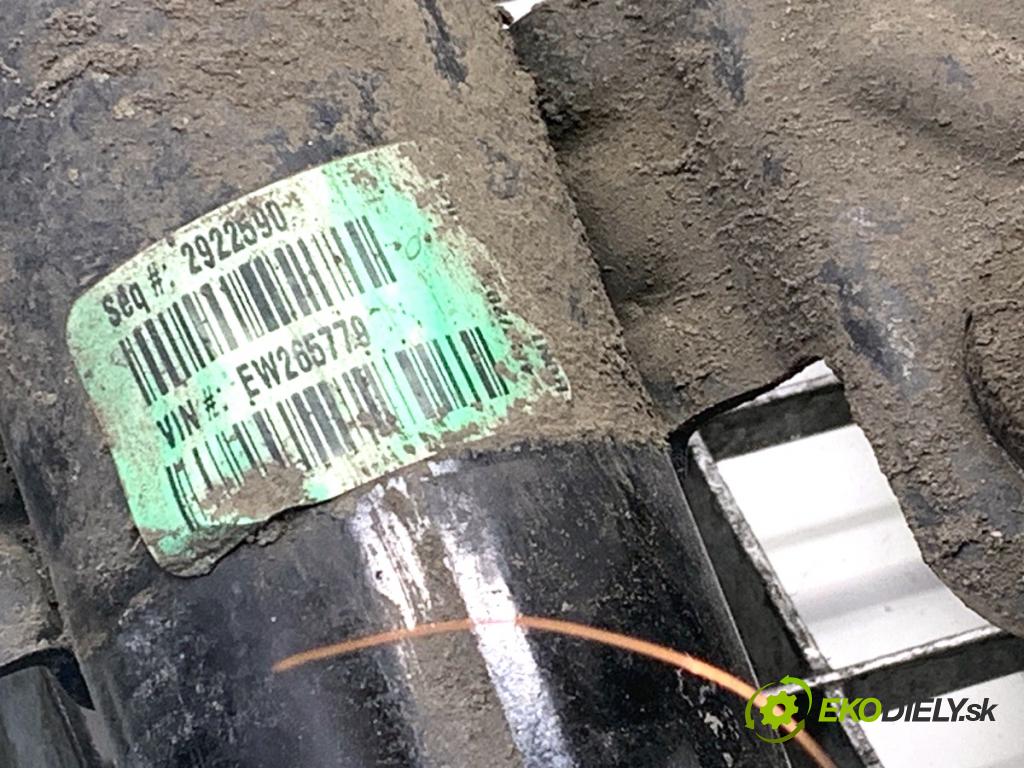 seq #: 2922590
VIN #: EW265779
EKODIELY.sk